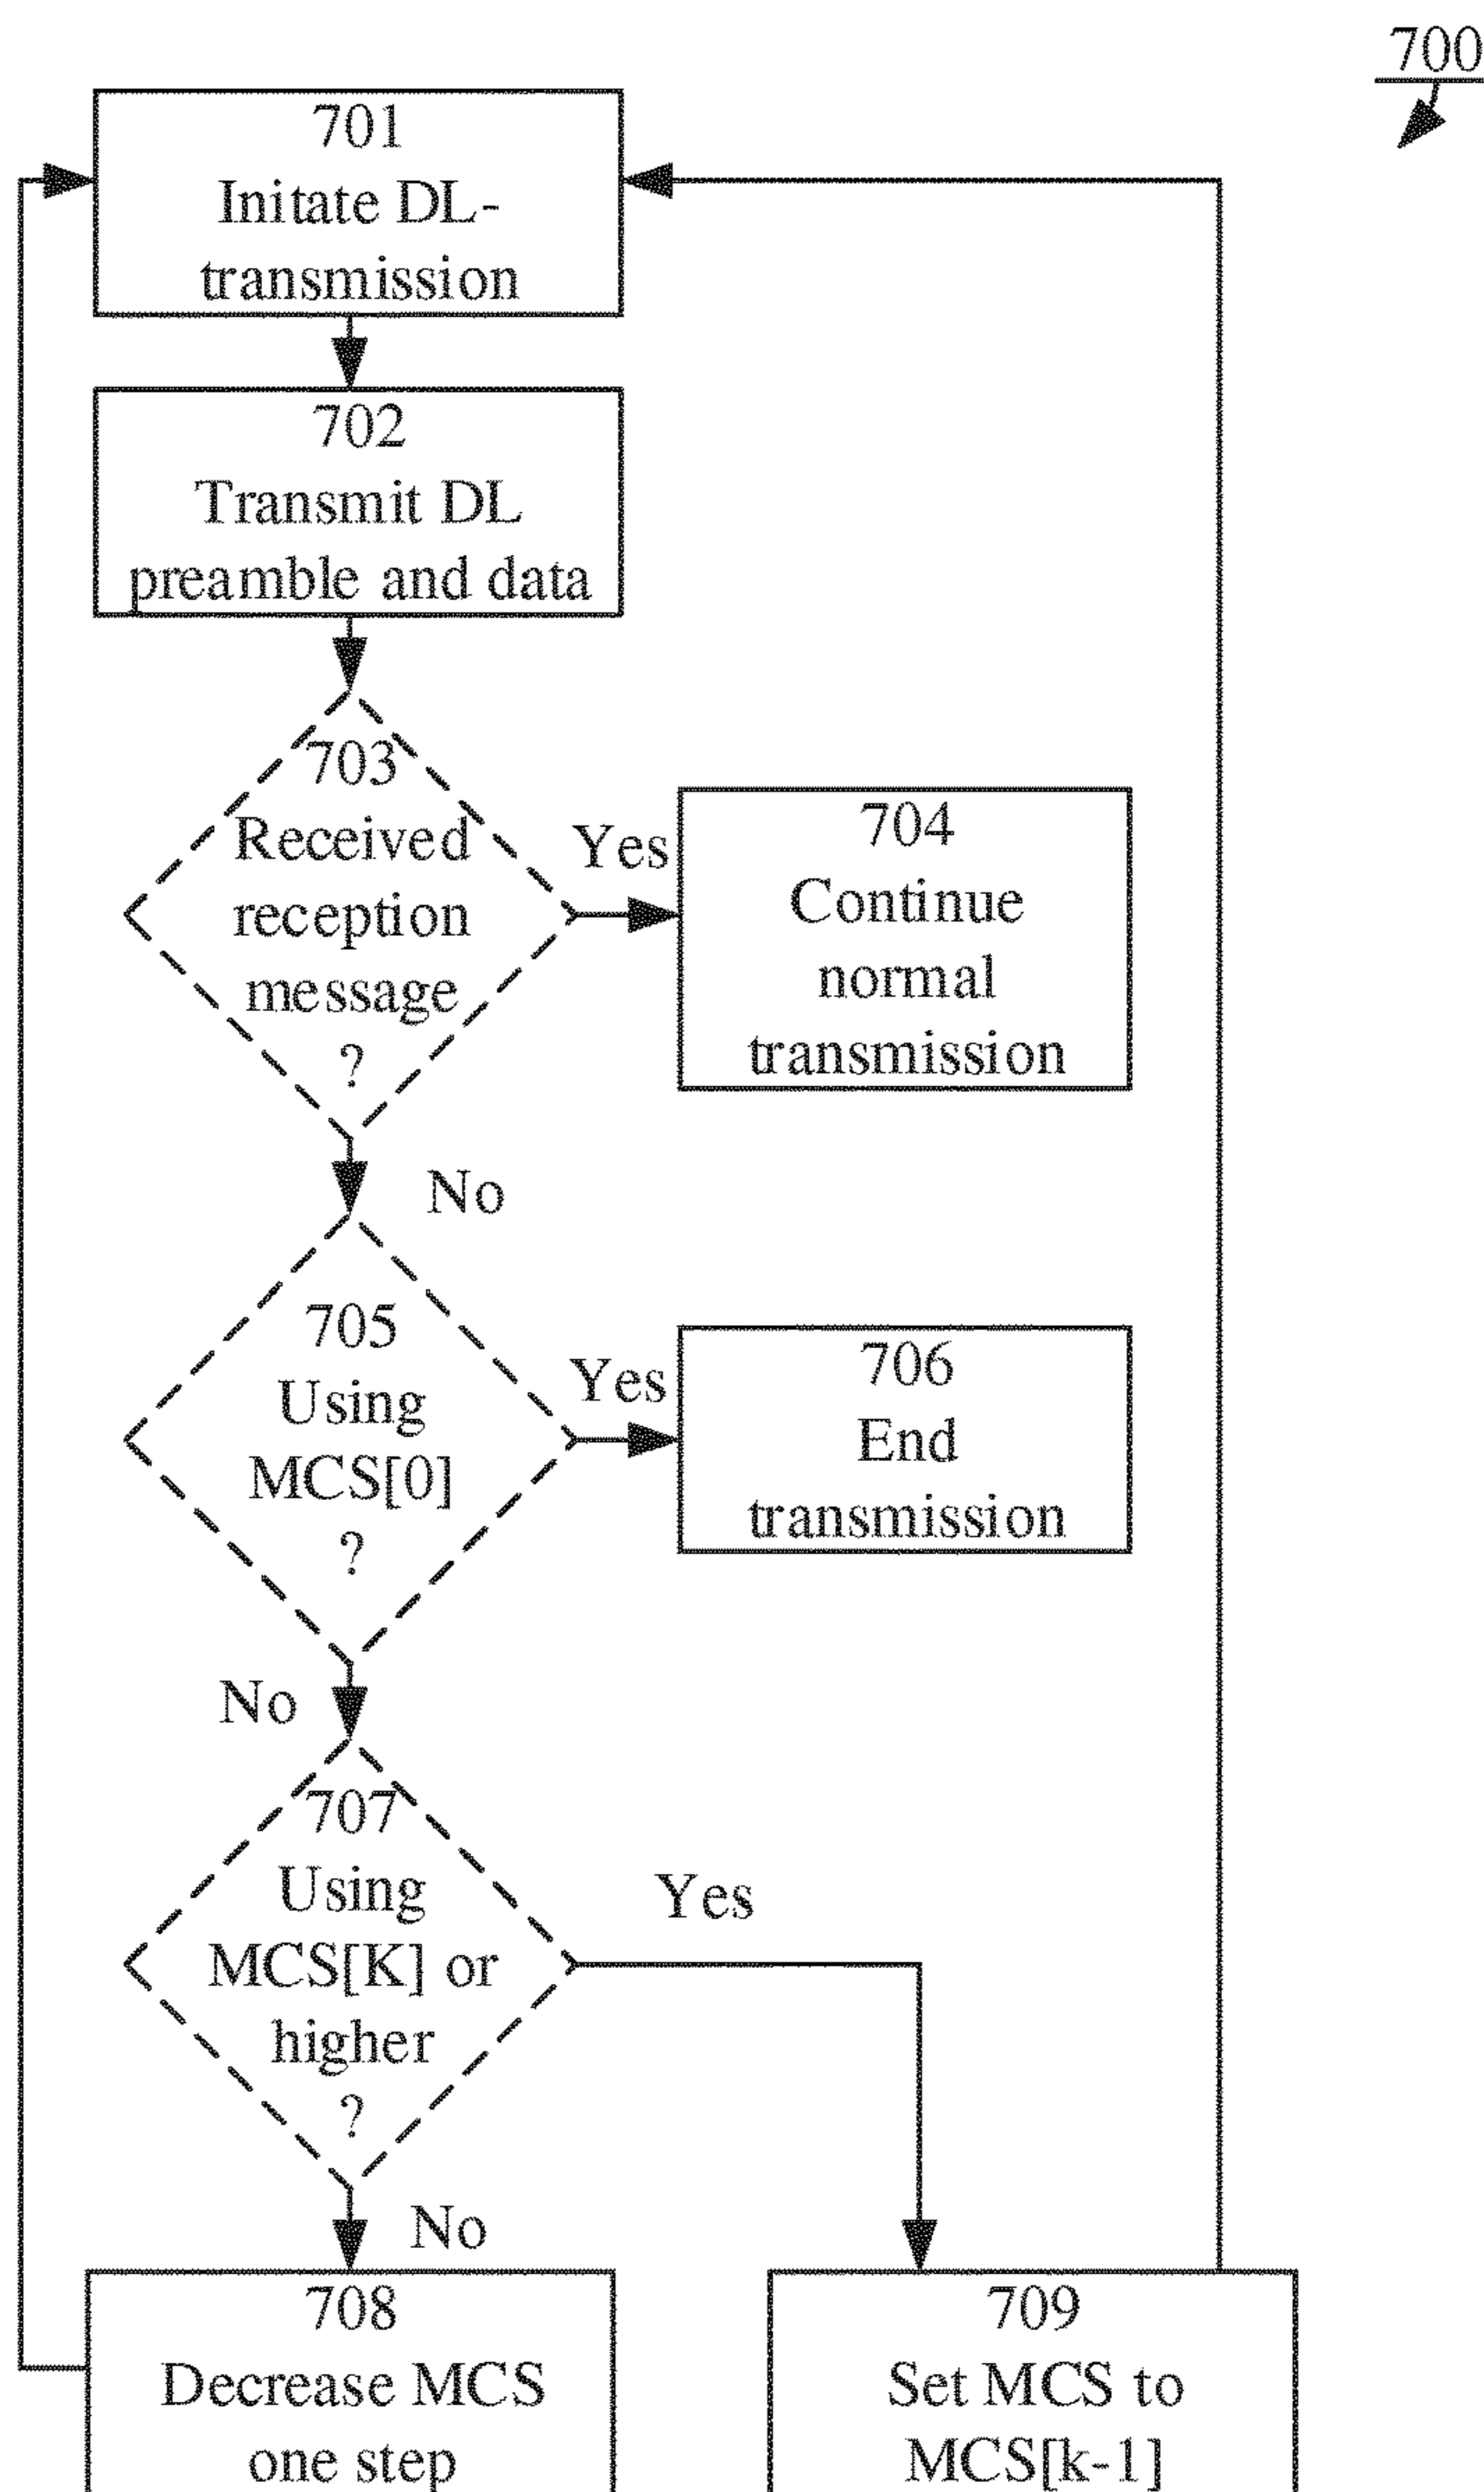 700
701
Initate DL-
transmission
702
Transmit DL
preamble and data
703
Received
reception
message
?
Yes
704
Continue
normal
transmission
No
705
Using
MCS[0]
?
Yes
706
End
transmission
No
707
Using
MCS[K] or
higher
?
Yes
No
708
Decrease MCS
one step
709
Set MCS to
MCS[k-1]